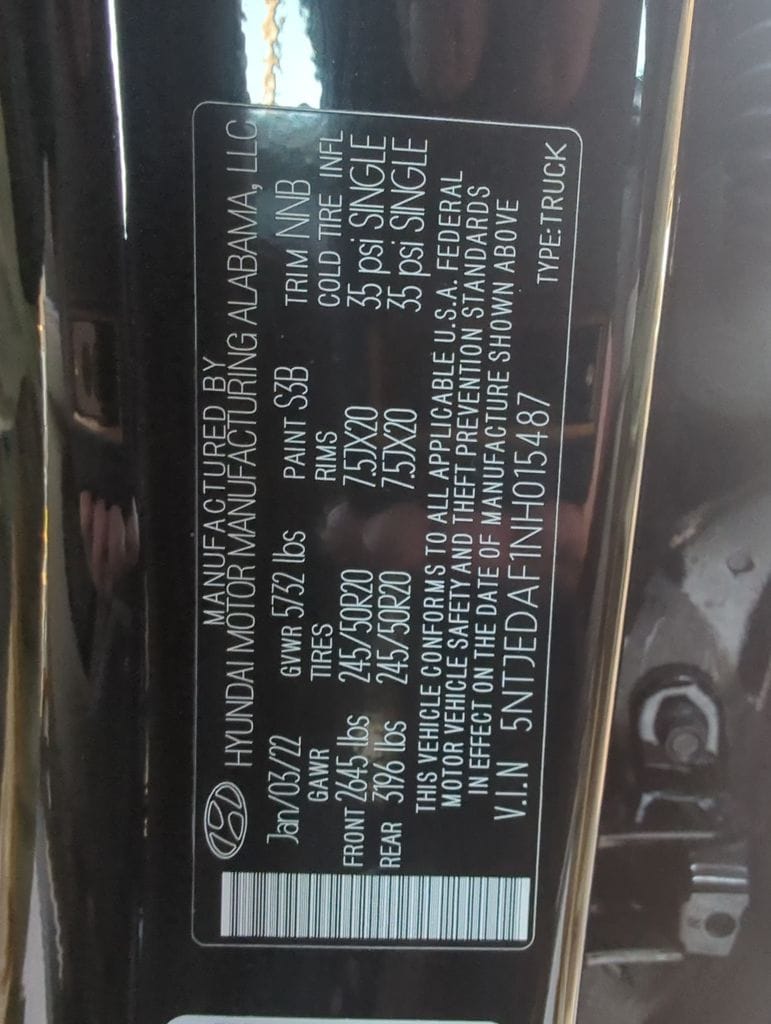 MANUFACTURED BY
HYUNDAI MOTOR MANUFACTURING ALABAMA, LLC
Jan/03/22 GVWR 5732 lbs PAINT S3B TRIM NNB
GAWR TIRES RIMS COLD TIRE INFL
FRONT 2645 lbs 245/50R20 7.5JX20 35 psi SINGLE
REAR 3196 lbs 245/50R20 7.5JX20 35 psi SINGLE
THIS VEHICLE CONFORMS TO ALL APPLICABLE U.S.A. FEDERAL
MOTOR VEHICLE SAFETY AND THEFT PREVENTION STANDARDS
IN EFFECT ON THE DATE OF MANUFACTURE SHOWN ABOVE
V.I.N 5NTJEDAF1NH015487 TYPE:TRUCK